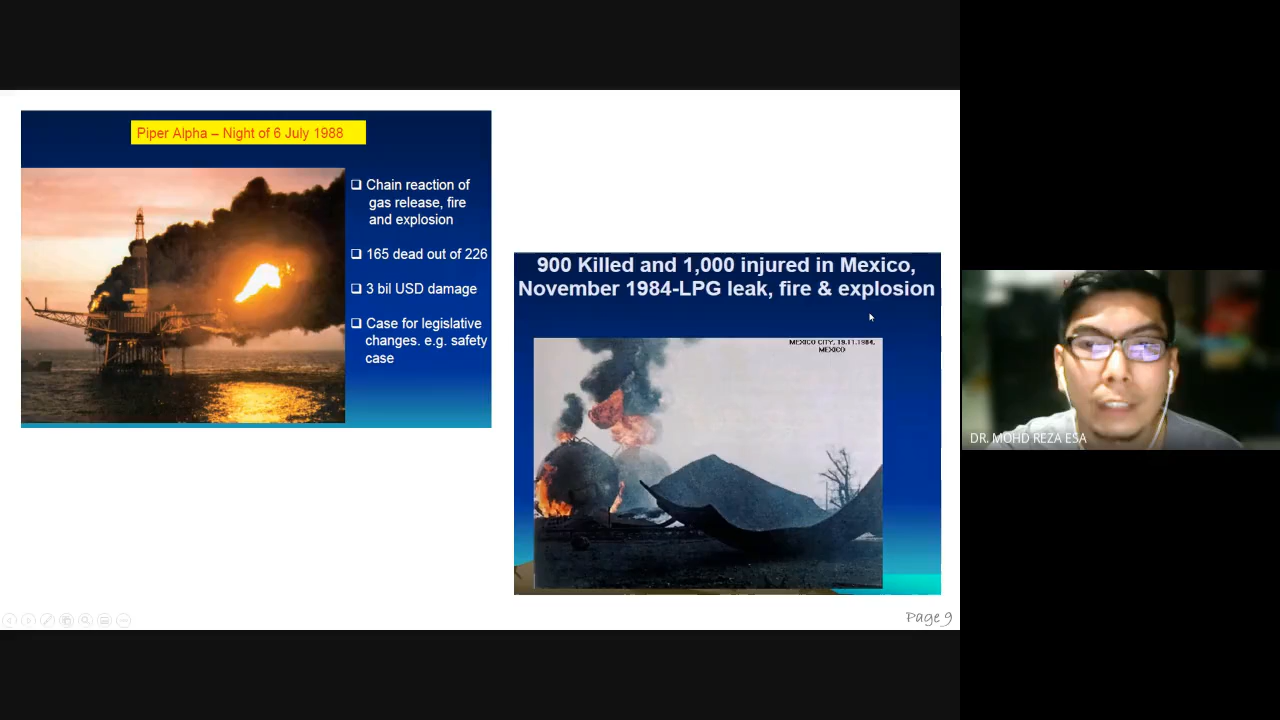 Piper Alpha – Night of 6 July 1988
❑ Chain reaction of
gas release, fire
and explosion
❑ 165 dead out of 226
❑ 3 bil USD damage
❑ Case for legislative
changes. e.g. safety
case
900 Killed and 1,000 injured in Mexico,
November 1984-LPG leak, fire & explosion
MEXICO CITY, 19.11.1984,
MEXICO
Page 9
DR. MOHD REZA ESA